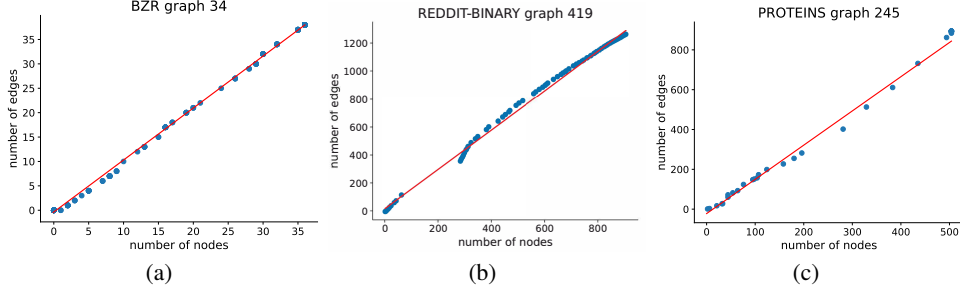 BZR graph 34
number of edges
35
30
25
20
15
10
5
0
0 5 10 15 20 25 30 35
number of nodes
(a)
REDDIT-BINARY graph 419
number of edges
1200
1000
800
600
400
200
0
0 200 400 600 800
number of nodes
(b)
PROTEINS graph 245
number of edges
800
600
400
200
0
0 100 200 300 400 500
number of nodes
(c)